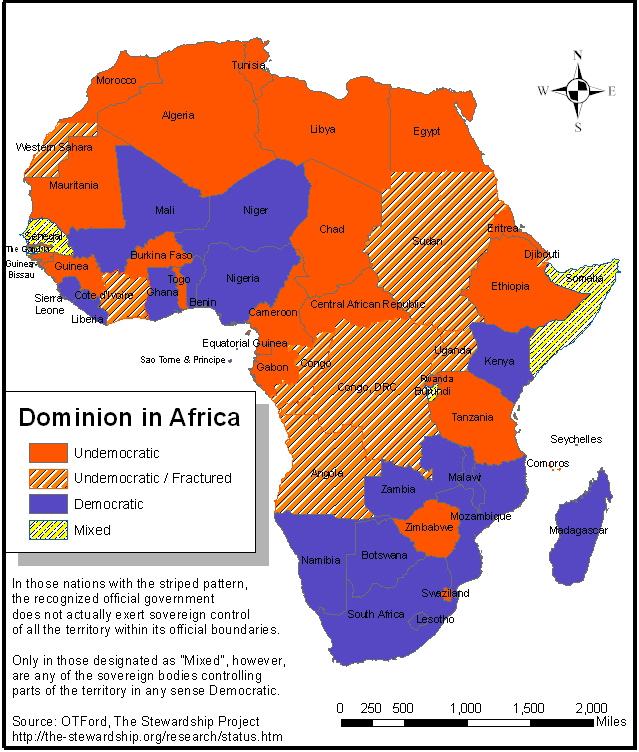 N
W E
S
Tunisia
Morocco
Algeria
Libya
Egypt
Western Sahara
Mauritania
Mali
Niger
Chad
Sudan
Eritrea
Senegal
The Gambia
Guinea-
Bissau
Guinea
Burkina Faso
Djibouti
Somalia
Sierra
Leone
Côte d'Ivoire
Ghana
Togo
Benin
Nigeria
Ethiopia
Liberia
Cameroon
Central African Republic
Equatorial Guinea
Sao Tome & Principe
Gabon
Congo
Congo, DRC
Uganda
Kenya
Rwanda
Burundi
Tanzania
Seychelles
Comoros
Angola
Zambia
Malawi
Mozambique
Zimbabwe
Madagascar
Namibia
Botswana
Swaziland
South Africa
Lesotho
Dominion in Africa
Undemocratic
Undemocratic / Fractured
Democratic
Mixed
In those nations with the striped pattern,
the recognized official government
does not actually exert sovereign control
of all the territory within its official boundaries.
Only in those designated as "Mixed", however,
are any of the sovereign bodies controlling
parts of the territory in any sense Democratic.
Source: OTFord, The Stewardship Project
http://the-stewardship.org/research/status.htm
0 250 500 1,000 1,500 2,000
Miles